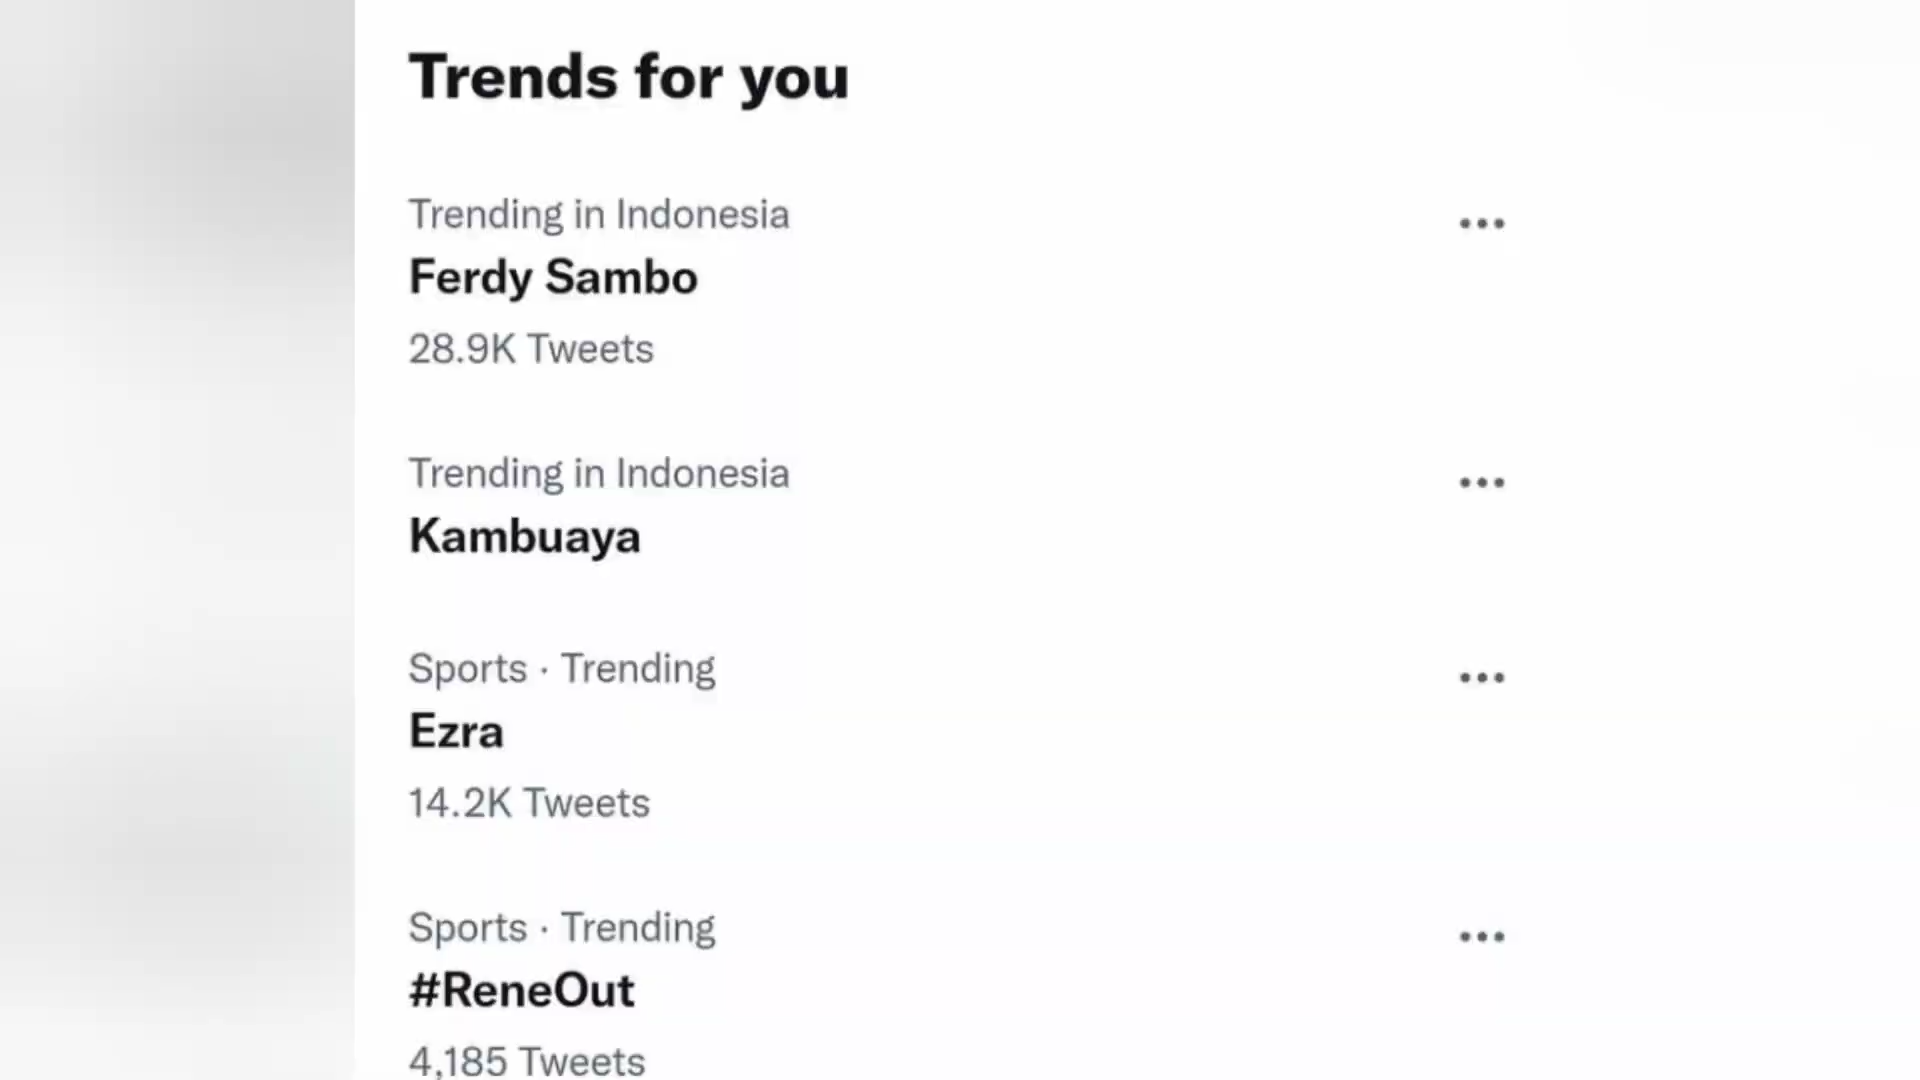 Trends for you
Trending in Indonesia
Ferdy Sambo
28.9K Tweets
Trending in Indonesia
Kambuaya
Sports · Trending
Ezra
14.2K Tweets
Sports · Trending
#ReneOut
4,185 Tweets